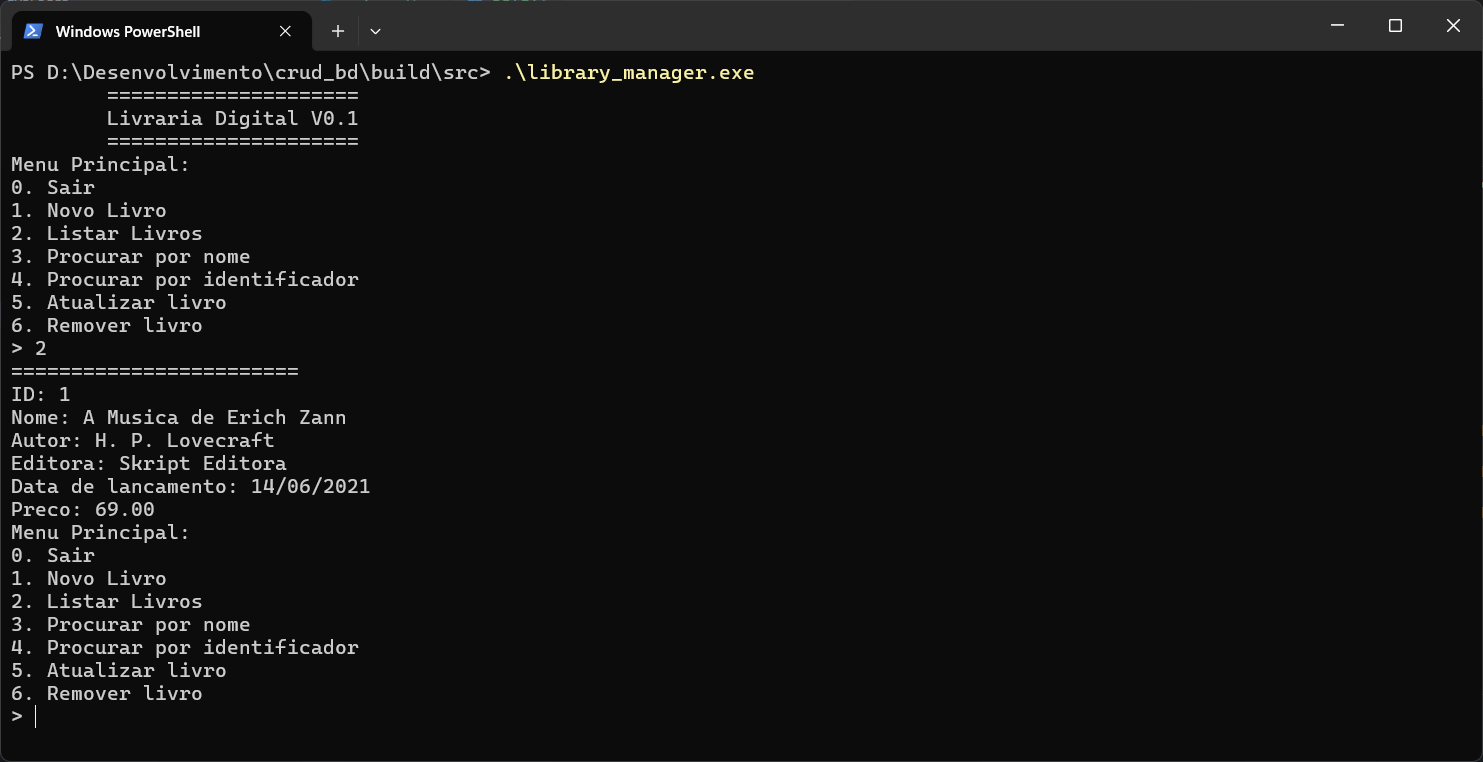 Windows PowerShell
PS D:\Desenvolvimento\crud_bd\build\src> .\library_manager.exe
=====================
Livraria Digital V0.1
=====================
Menu Principal:
0. Sair
1. Novo Livro
2. Listar Livros
3. Procurar por nome
4. Procurar por identificador
5. Atualizar livro
6. Remover livro
> 2
========================
ID: 1
Nome: A Musica de Erich Zann
Autor: H. P. Lovecraft
Editora: Skript Editora
Data de lancamento: 14/06/2021
Preco: 69.00
Menu Principal:
0. Sair
1. Novo Livro
2. Listar Livros
3. Procurar por nome
4. Procurar por identificador
5. Atualizar livro
6. Remover livro
>